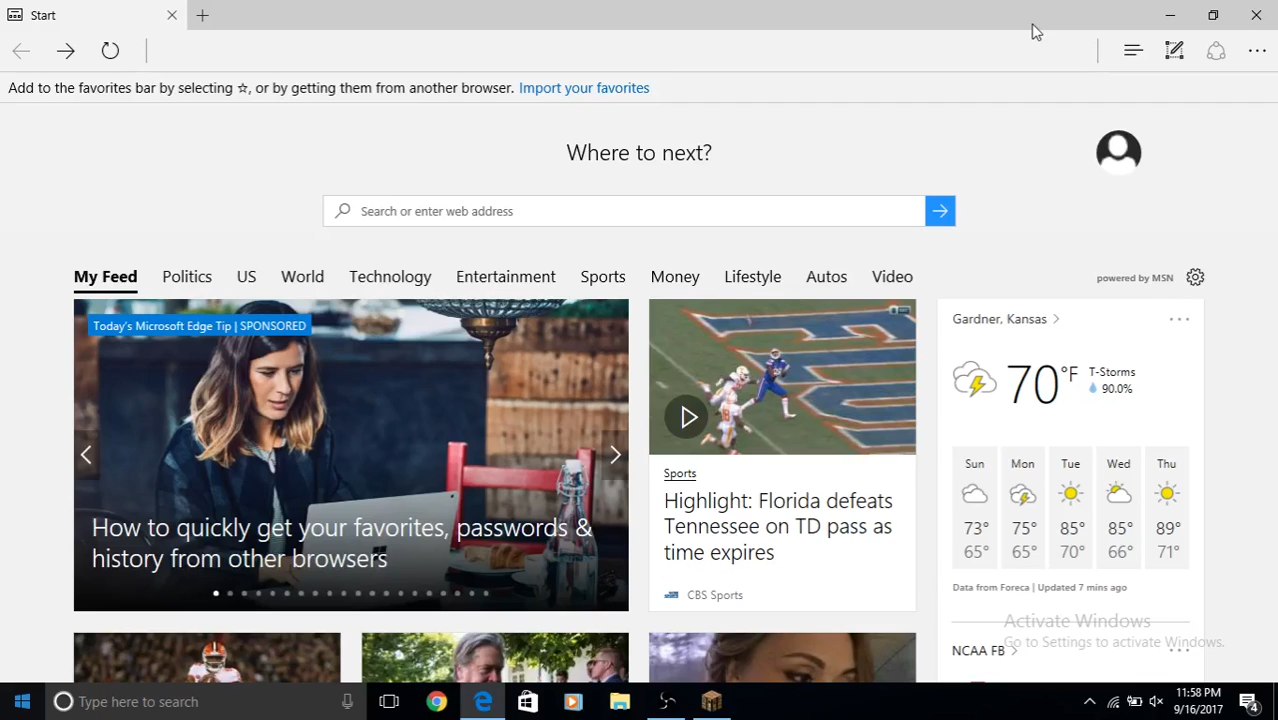 Start
Add to the favorites bar by selecting ☆, or by getting them from another browser. Import your favorites
Where to next?
Search or enter web address
My Feed Politics US World Technology Entertainment Sports Money Lifestyle Autos Video
powered by MSN
Today's Microsoft Edge Tip | SPONSORED
How to quickly get your favorites, passwords &
history from other browsers
Sports
Highlight: Florida defeats
Tennessee on TD pass as
time expires
CBS Sports
Gardner, Kansas
70°F
T-Storms
90.0%
Sun Mon Tue Wed Thu
73° 75° 85° 85° 89°
65° 65° 70° 66° 71°
Data from Foreca | Updated 7 mins ago
NCAA FB
Activate Windows
Go to Settings to activate Windows.
Type here to search
11:58 PM
9/16/2017
4